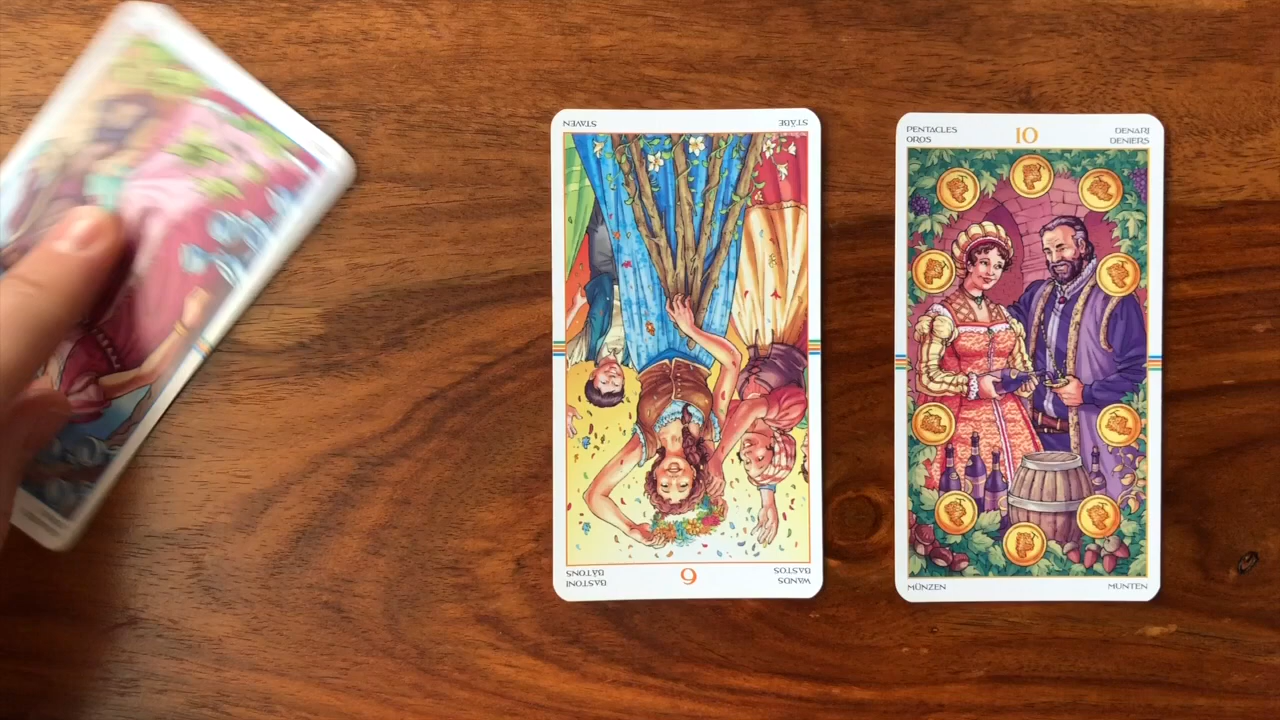 WANDS
BASTOS
6
BASTONI
BÂTONS
STÄBE
STAVEN
PENTACLES
OROS
10
DENARI
DENIERS
MÜNZEN
MUNTEN